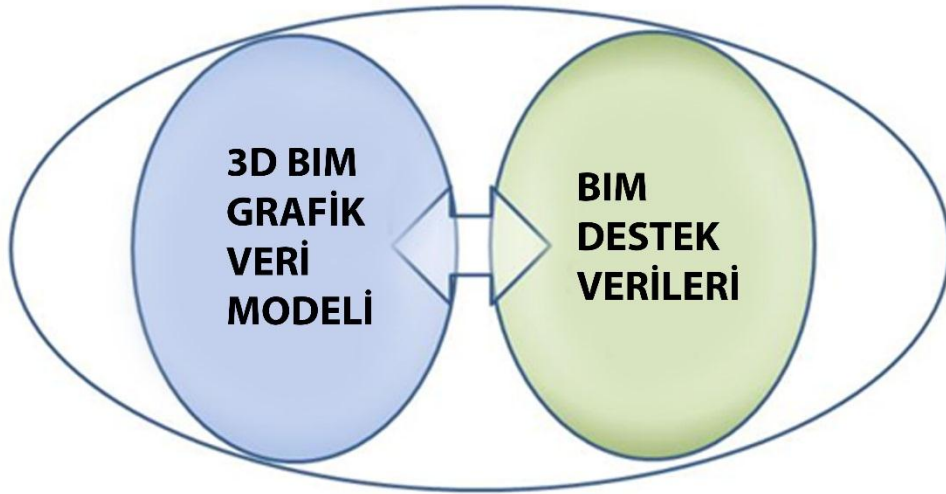 3D BIM
GRAFİK
VERİ
MODELİ
BIM
DESTEK
VERİLERİ